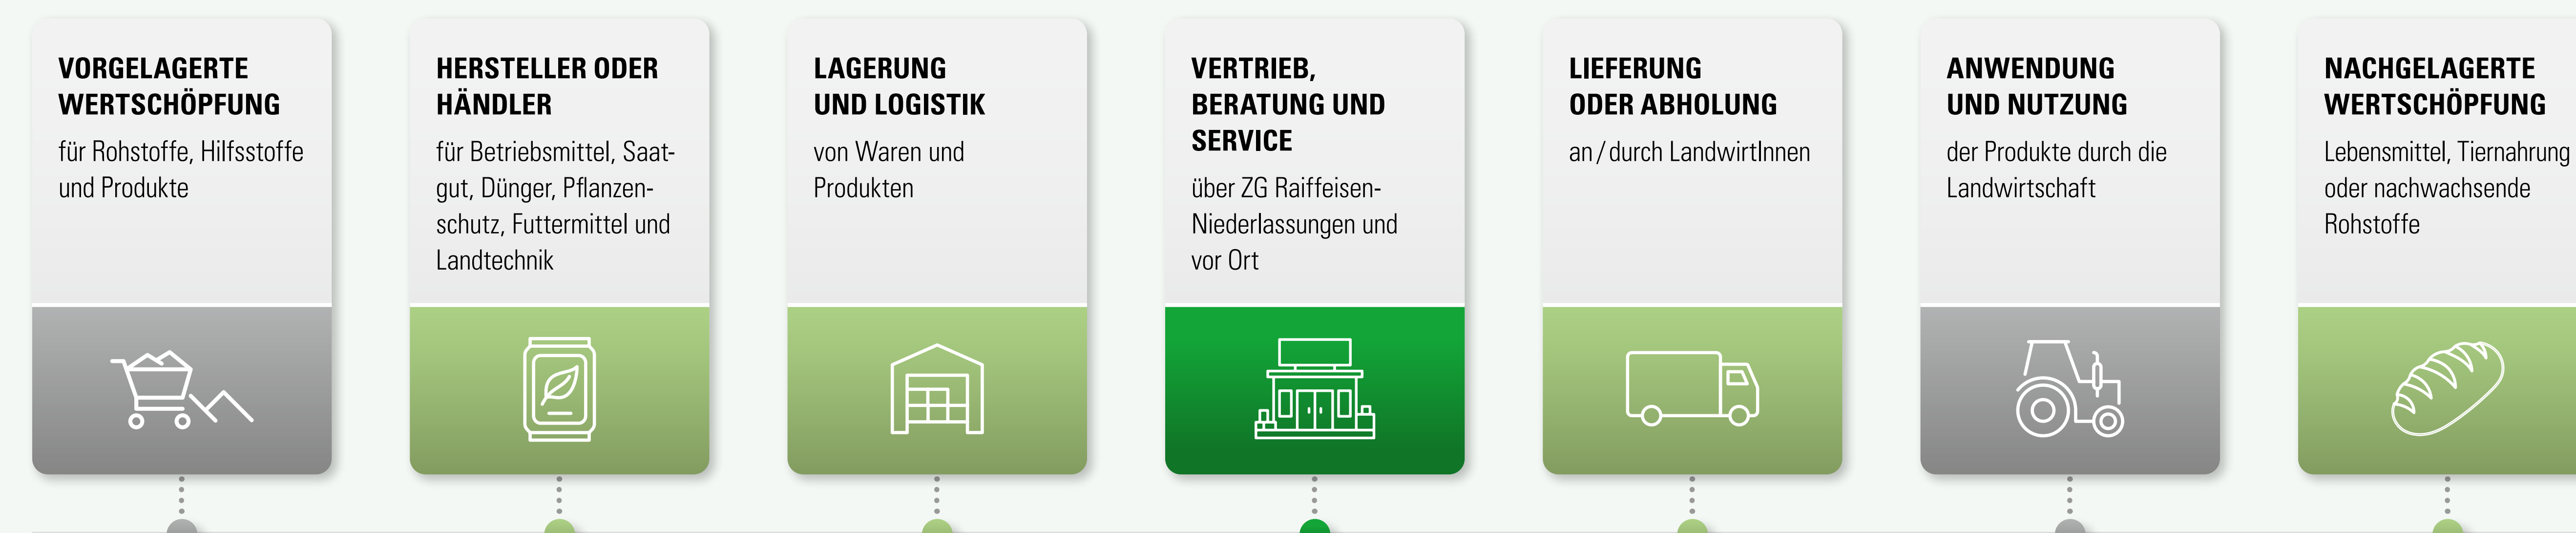 VORGELAGERTE
WERTSCHÖPFUNG
für Rohstoffe, Hilfsstoffe
und Produkte
HERSTELLER ODER
HÄNDLER
für Betriebsmittel, Saat-
gut, Dünger, Pflanzen-
schutz, Futtermittel und
Landtechnik
LAGERUNG
UND LOGISTIK
von Waren und
Produkten
VERTRIEB,
BERATUNG UND
SERVICE
über ZG Raiffeisen-
Niederlassungen und
vor Ort
LIEFERUNG
ODER ABHOLUNG
an / durch LandwirtInnen
ANWENDUNG
UND NUTZUNG
der Produkte durch die
Landwirtschaft
NACHGELAGERTE
WERTSCHÖPFUNG
Lebensmittel, Tiernahrung
oder nachwachsende
Rohstoffe